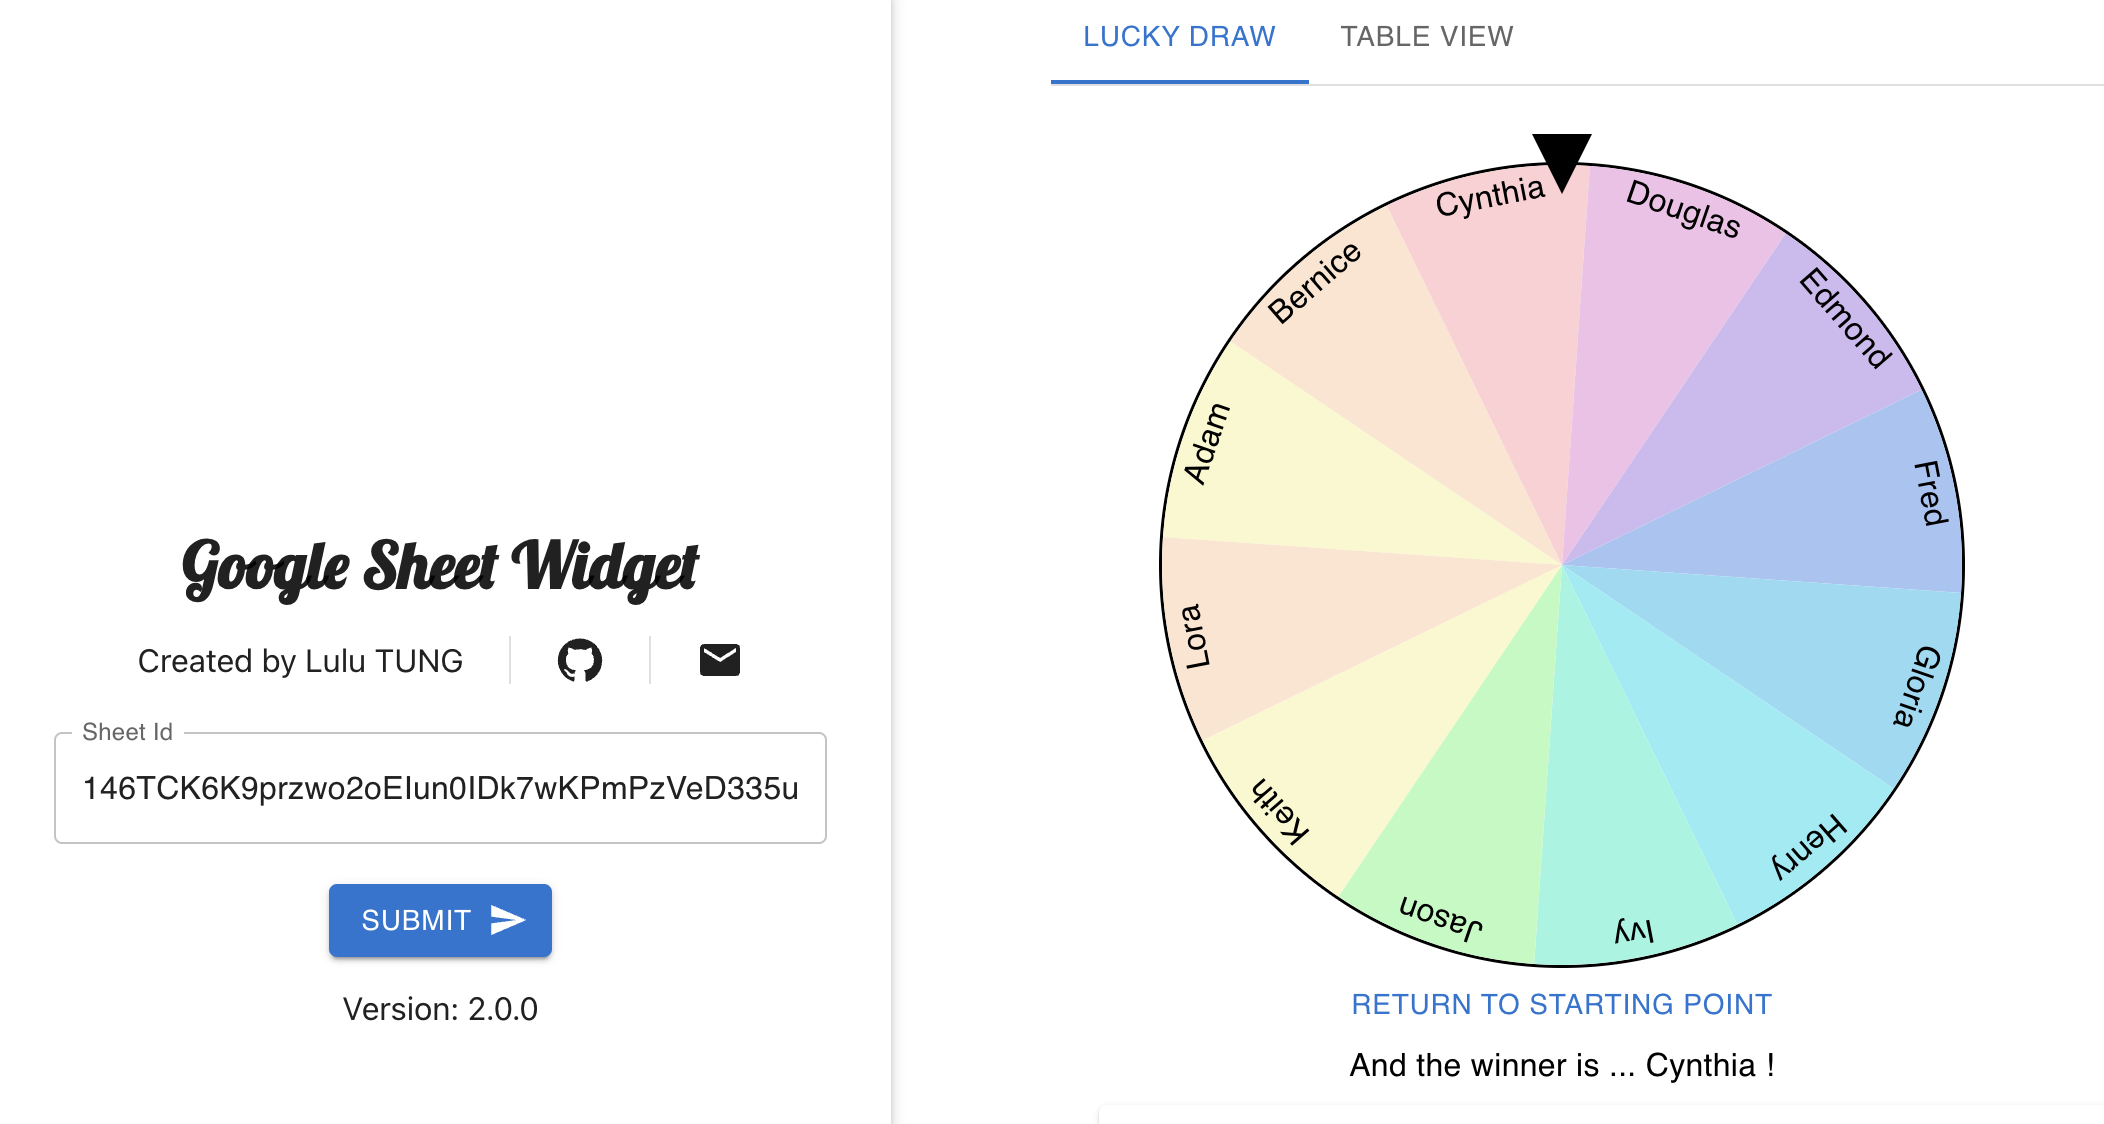 Google Sheet Widget
Created by Lulu TUNG
Sheet Id
146TCK6K9przwo2oEIun0IDk7wKPmPzVeD335u
SUBMIT
Version: 2.0.0
LUCKY DRAW
TABLE VIEW
Cynthia
Douglas
Edmond
Fred
Gloria
Henry
Ivy
Jason
Keith
Lora
Adam
Bernice
RETURN TO STARTING POINT
And the winner is ... Cynthia !